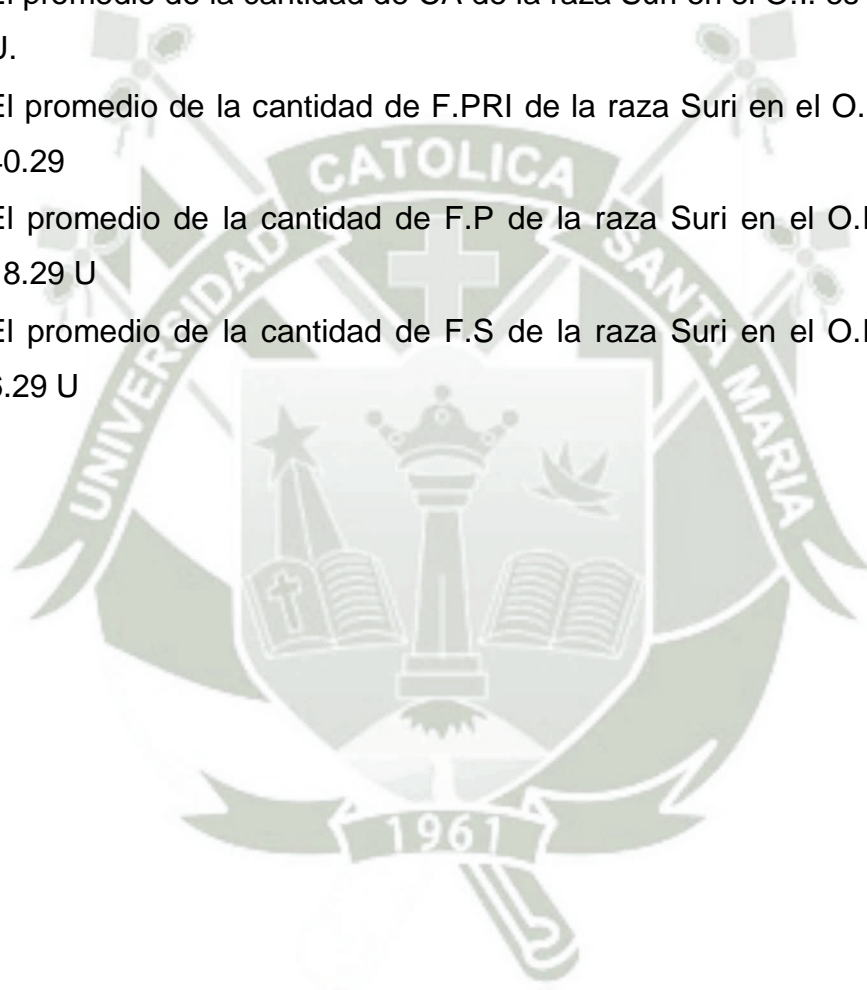 promedio de la cantidad de CA de la raza Suri en el O.I. es
U.
El promedio de la cantidad de F.PRI de la raza Suri en el O.
40.29
El promedio de la cantidad de F.P de la raza Suri en el O.I
8.29 U
El promedio de la cantidad de F.S de la raza Suri en el O.I
6.29 U
UNIVERSIDAD CATOLICA SANTA MARIA
1961